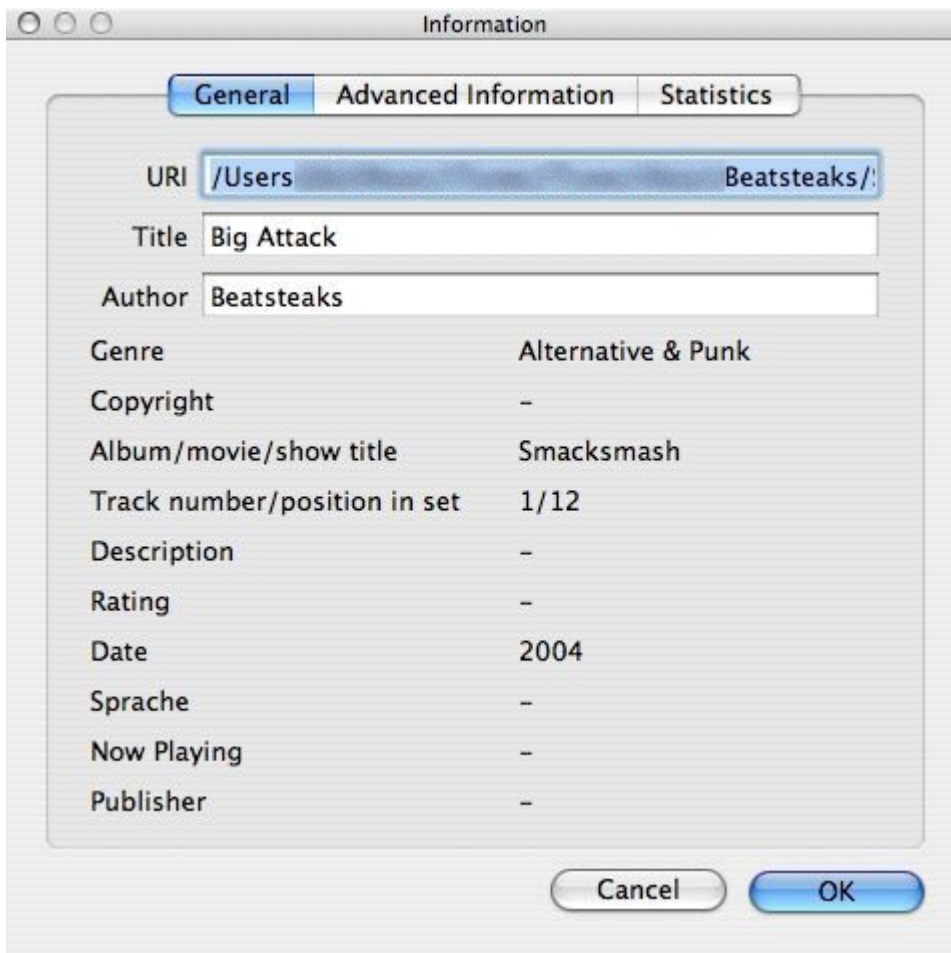 Information
General Advanced Information Statistics
URI /Users Beatsteaks/
Title Big Attack
Author Beatsteaks
Genre Alternative & Punk
Copyright –
Album/movie/show title Smacksmash
Track number/position in set 1/12
Description –
Rating –
Date 2004
Sprache –
Now Playing –
Publisher –
Cancel OK